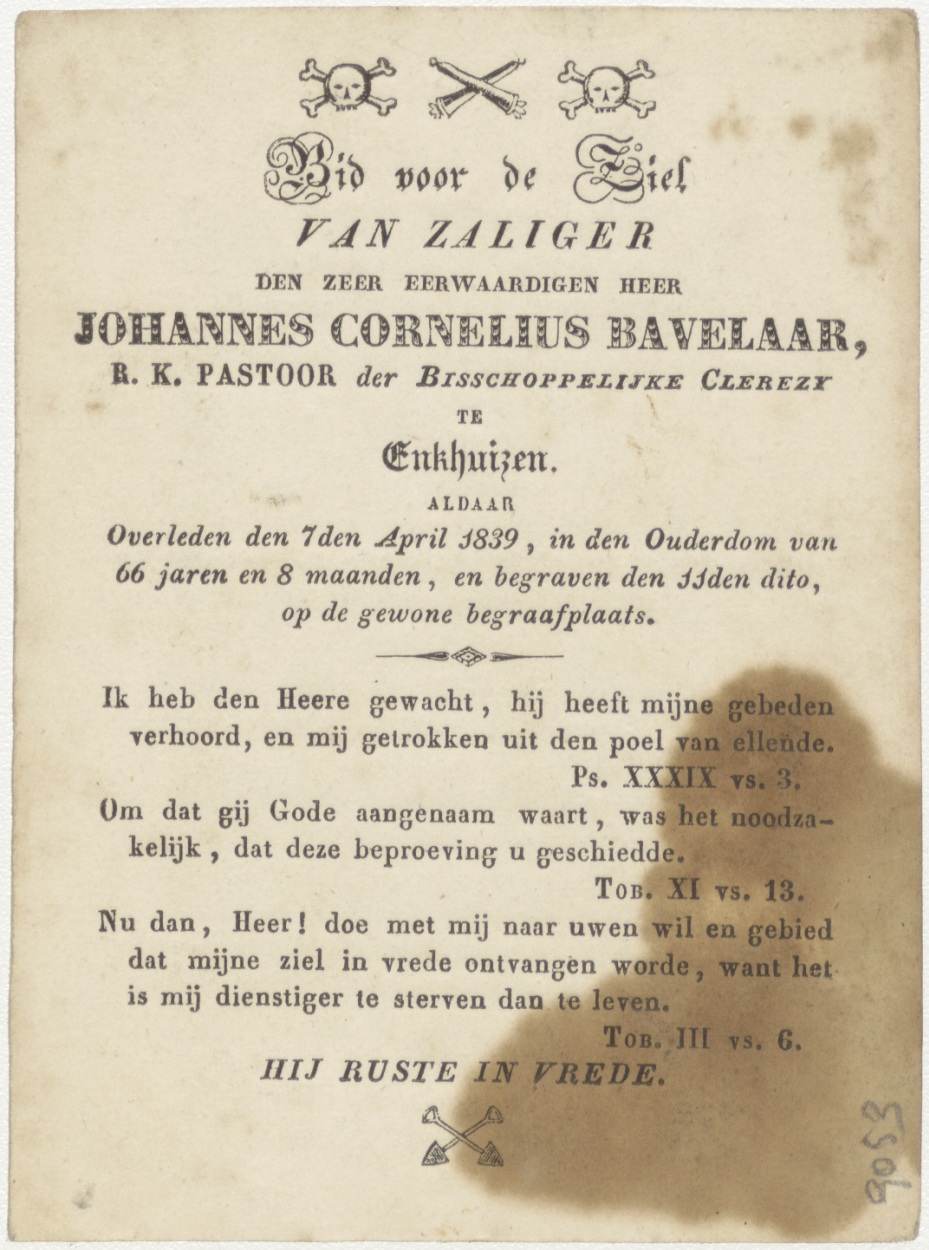 Bid voor de Ziel
VAN ZALIGER
DEN ZEER EERWAARDIGEN HEER
JOHANNES CORNELIUS BAVELAAR,
R. K. PASTOOR der BISSCHOPPELIJKE CLEREZY
TE
Enkhuizen.
ALDAAR
Overleden den 7den April 1839, in den Ouderdom van
66 jaren en 8 maanden, en begraven den 11den dito,
op de gewone begraafplaats.
Ik heb den Heere gewacht, hij heeft mijne gebeden
verhoord, en mij getrokken uit den poel van ellende.
Ps. XXXIX vs. 3.
Om dat gij Gode aangenaam waart, was het noodza-
kelijk, dat deze beproeving u geschiedde.
TOB. XI vs. 13.
Nu dan, Heer! doe met mij naar uwen wil en gebied
dat mijne ziel in vrede ontvangen worde, want het
is mij dienstiger te sterven dan te leven.
TOB. III vs. 6.
HIJ RUSTE IN VREDE.
9053